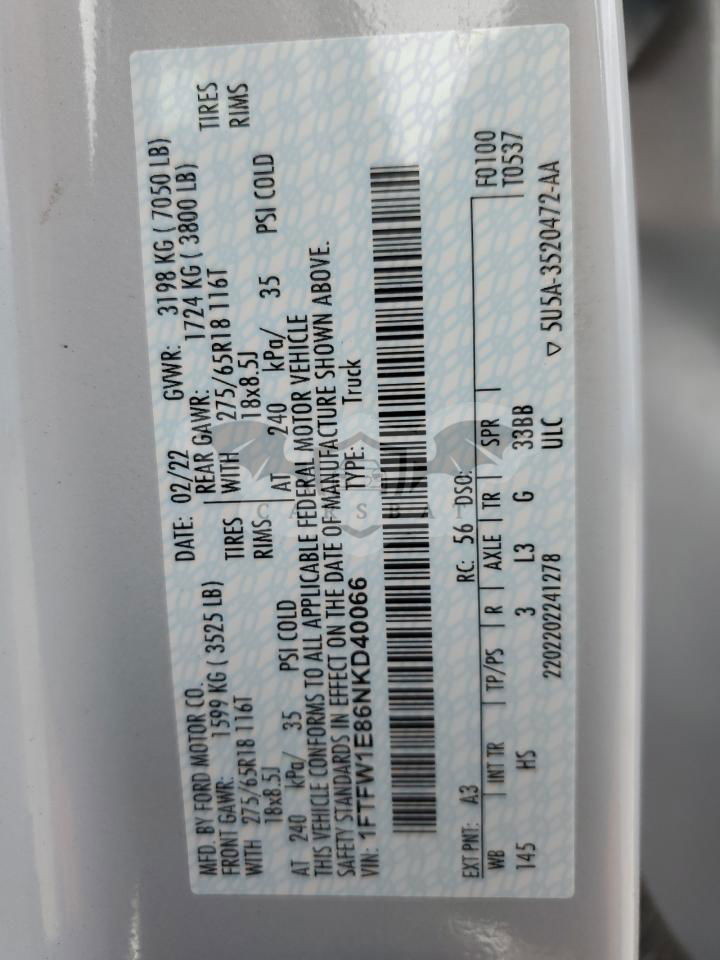 MFD. BY FORD MOTOR CO.
DATE: 02/22 GVWR: 3198 KG ( 7050 LB)
FRONT GAWR: 1599 KG ( 3525 LB) REAR GAWR: 1724 KG ( 3800 LB)
WITH 275/65R18 116T TIRES WITH 275/65R18 116T TIRES
18x8.5J RIMS 18x8.5J RIMS
AT 240 kPa/ 35 PSI COLD AT 240 kPa/ 35 PSI COLD
THIS VEHICLE CONFORMS TO ALL APPLICABLE FEDERAL MOTOR VEHICLE
SAFETY STANDARDS IN EFFECT ON THE DATE OF MANUFACTURE SHOWN ABOVE.
VIN: 1FTFW1E86NKD40066 TYPE: Truck
EXT PNT: A3 RC: 56 DSO: F0100
WB INT TR TP/PS R AXLE TR SPR T0537
145 HS 3 L3 G 33BB
2202202241278 ULC ▽ 5U5A-3520472-AA